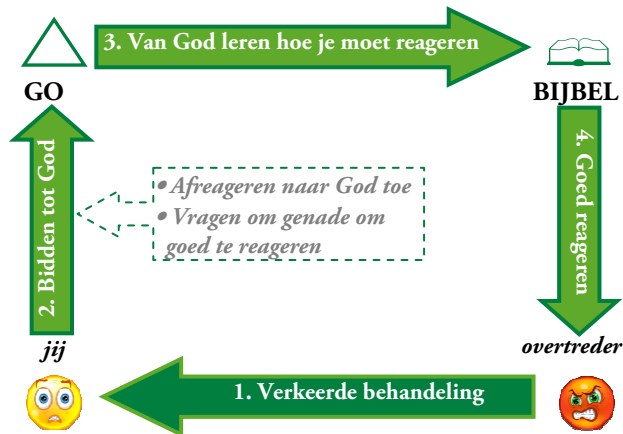 3. Van God leren hoe je moet reageren
GO
BIJBEL
2. Bidden tot God
• Afreageren naar God toe
• Vragen om genade om
goed te reageren
4. Goed reageren
jij
overtreder
1. Verkeerde behandeling